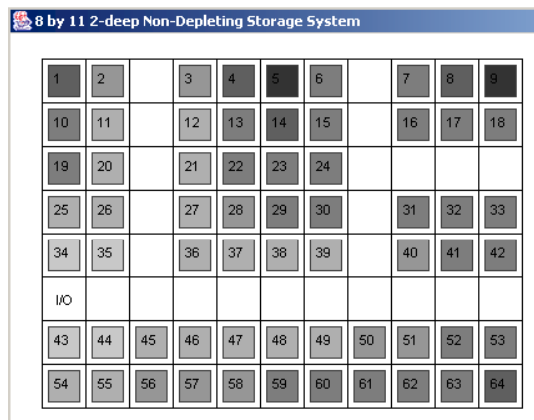 8 by 11 2-deep Non-Depleting Storage System
1 2 3 4 5 6 7 8 9
10 11 12 13 14 15 16 17 18
19 20 21 22 23 24
25 26 27 28 29 30 31 32 33
34 35 36 37 38 39 40 41 42
I/O
43 44 45 46 47 48 49 50 51 52 53
54 55 56 57 58 59 60 61 62 63 64